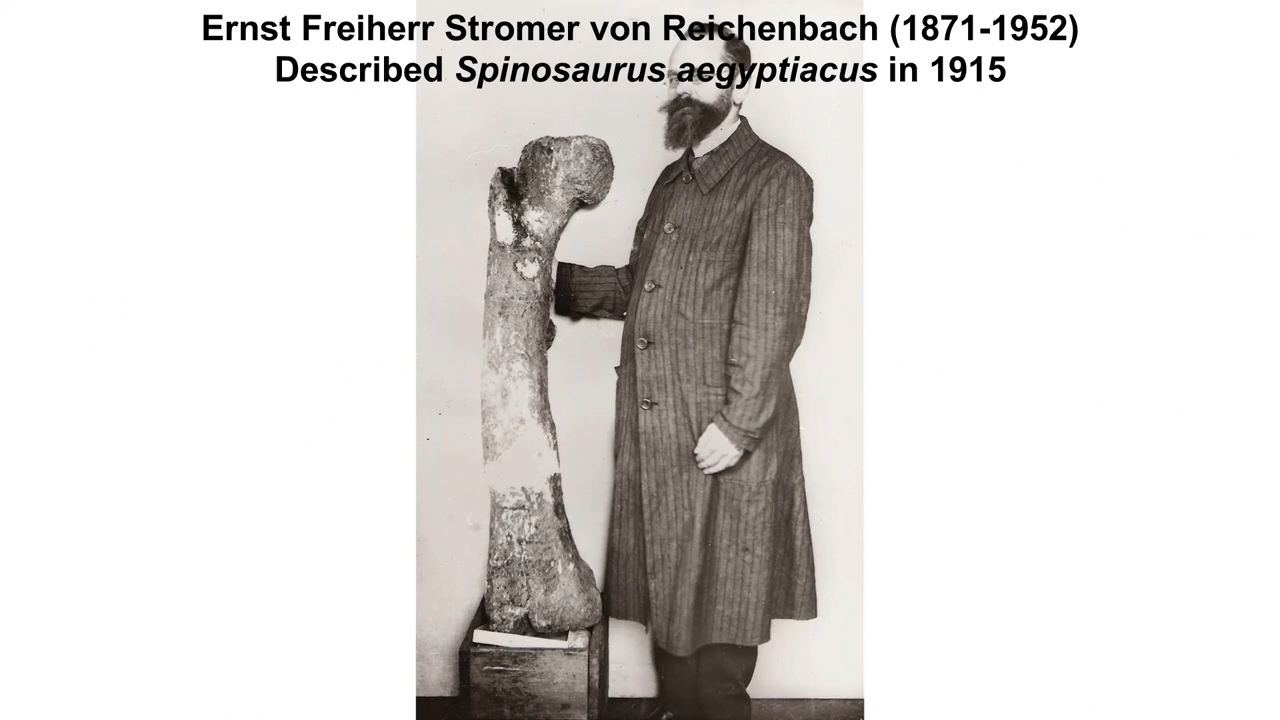 Ernst Freiherr Stromer von Reichenbach (1871-1952)
Described Spinosaurus aegyptiacus in 1915